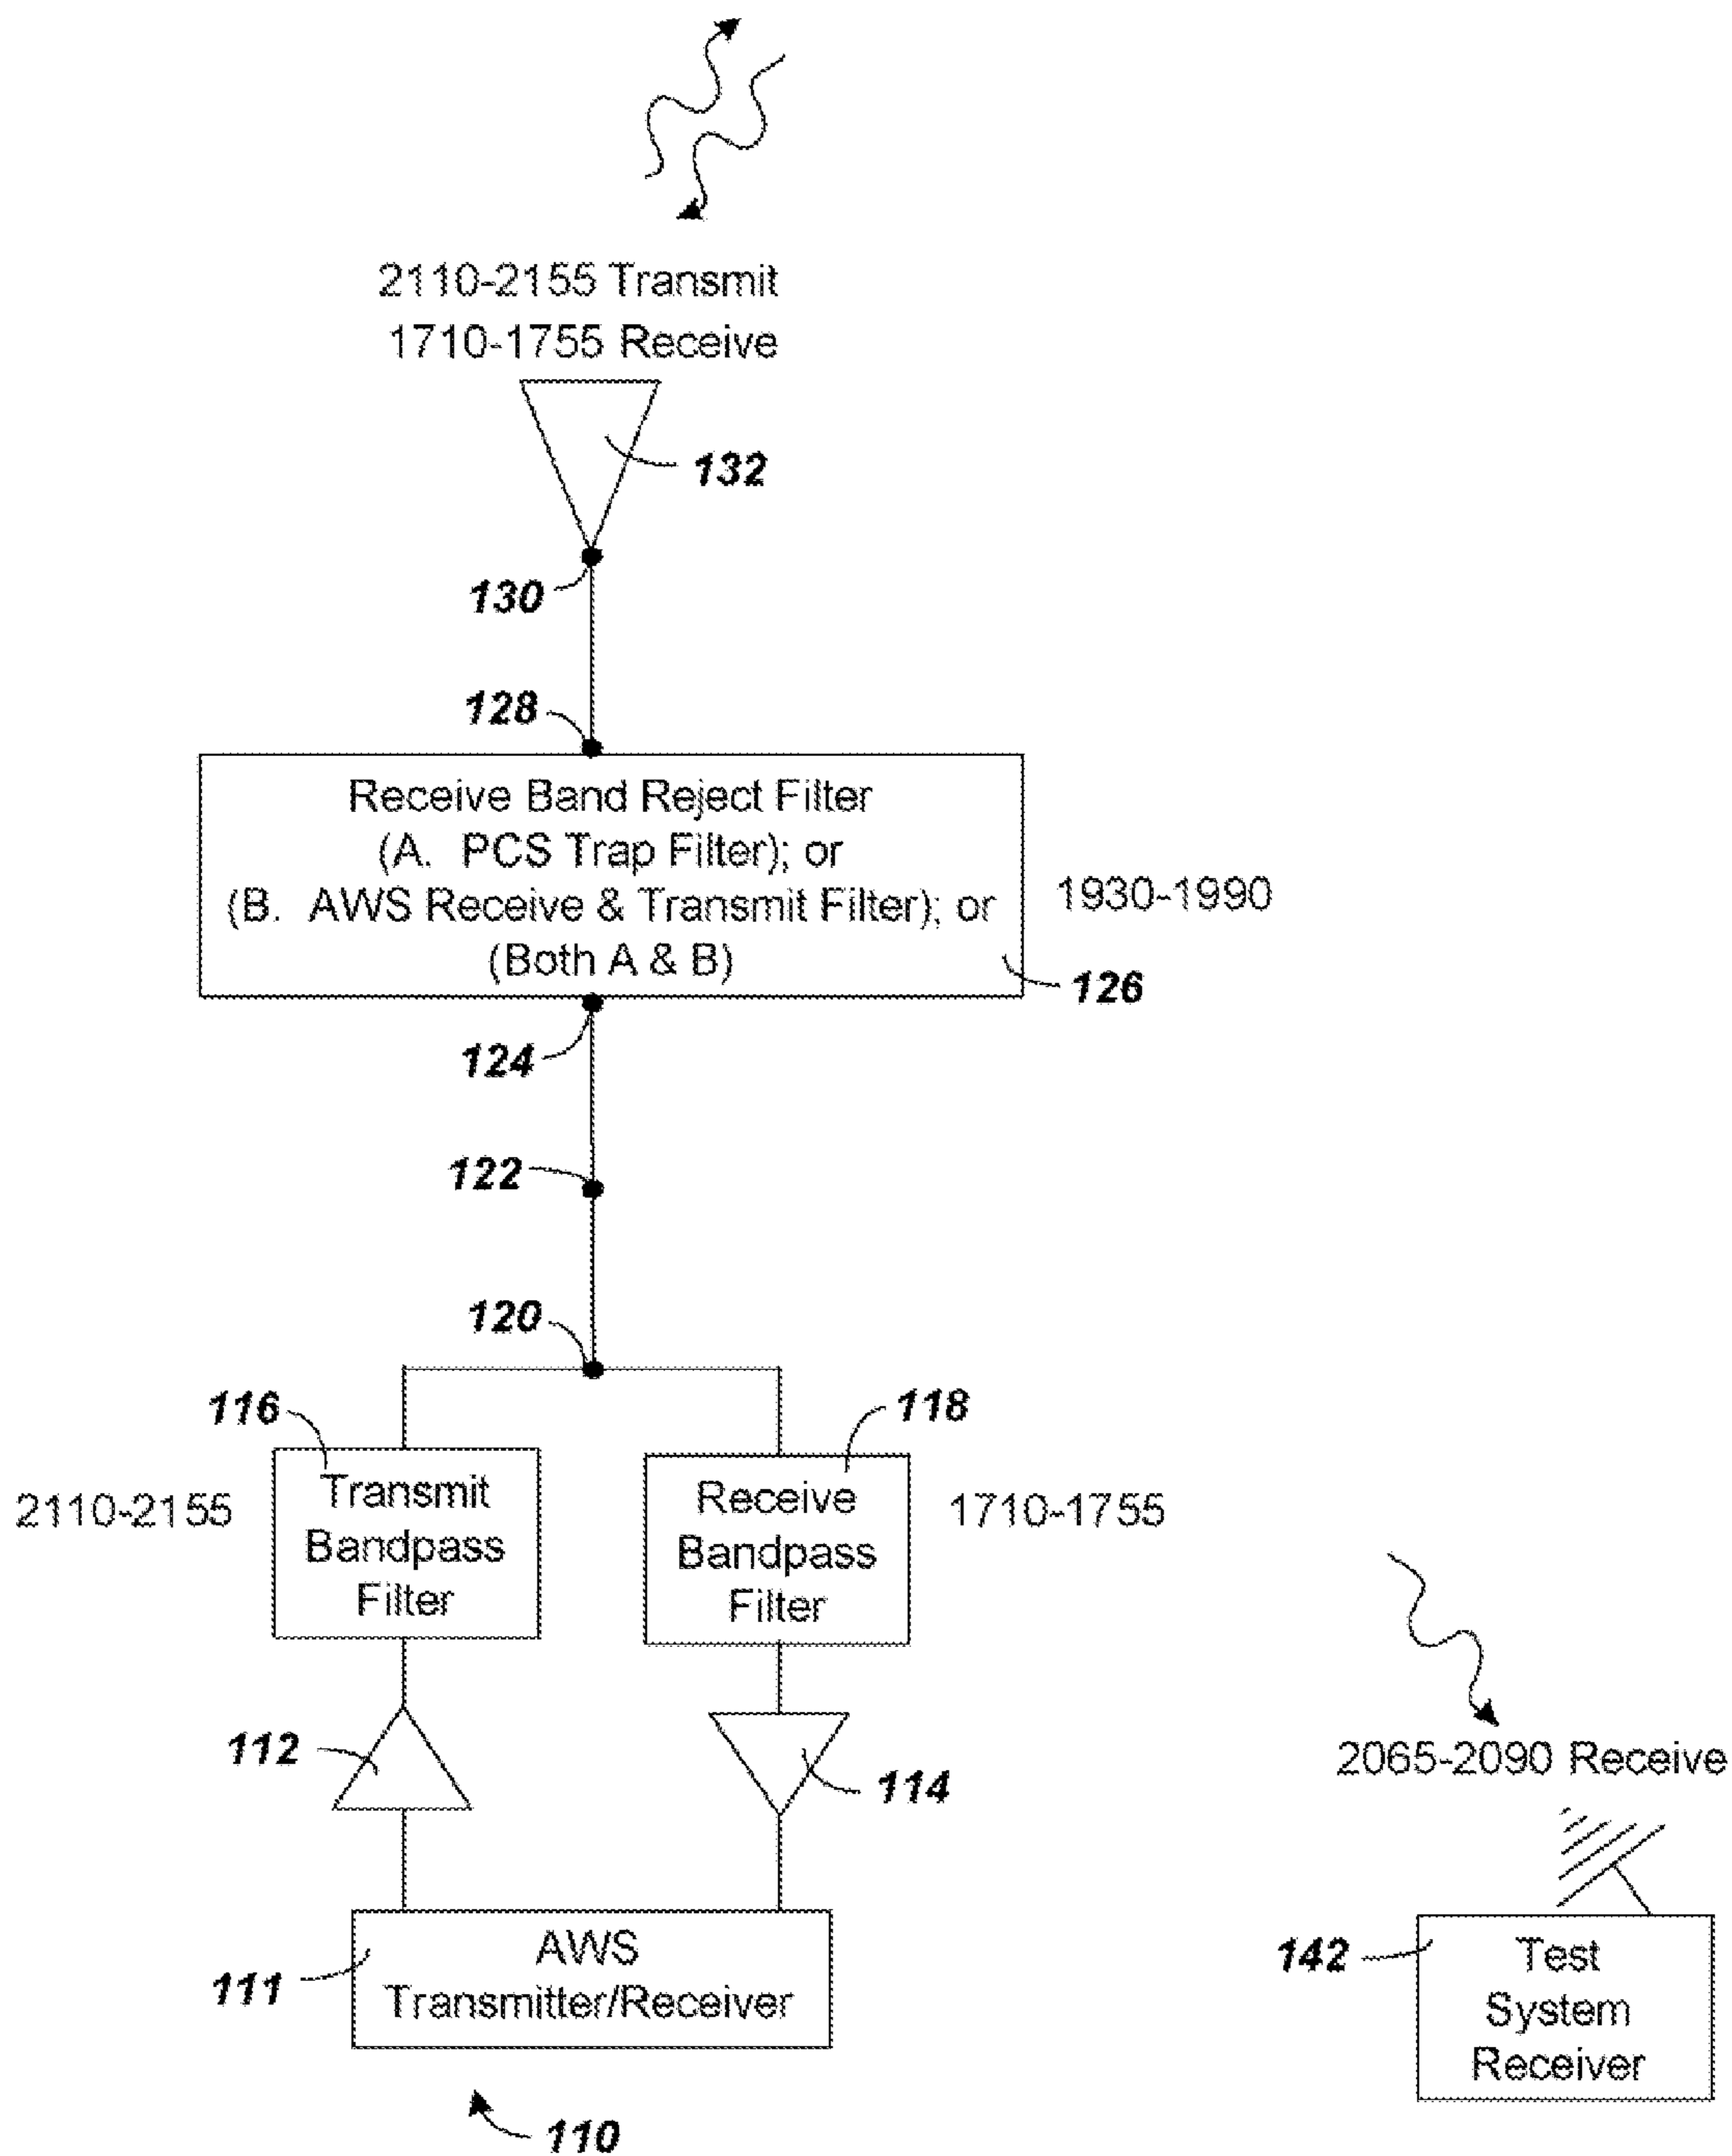 2110-2155 Transmit
1710-1755 Receive
132
130
128
Receive Band Reject Filter
(A. PCS Trap Filter); or
(B. AWS Receive & Transmit Filter); or
(Both A & B)
1930-1990
126
124
122
120
116
118
2110-2155
Transmit
Bandpass
Filter
Receive
Bandpass
Filter
1710-1755
112
114
2065-2090 Receive
111
AWS
Transmitter/Receiver
142
Test
System
Receiver
110